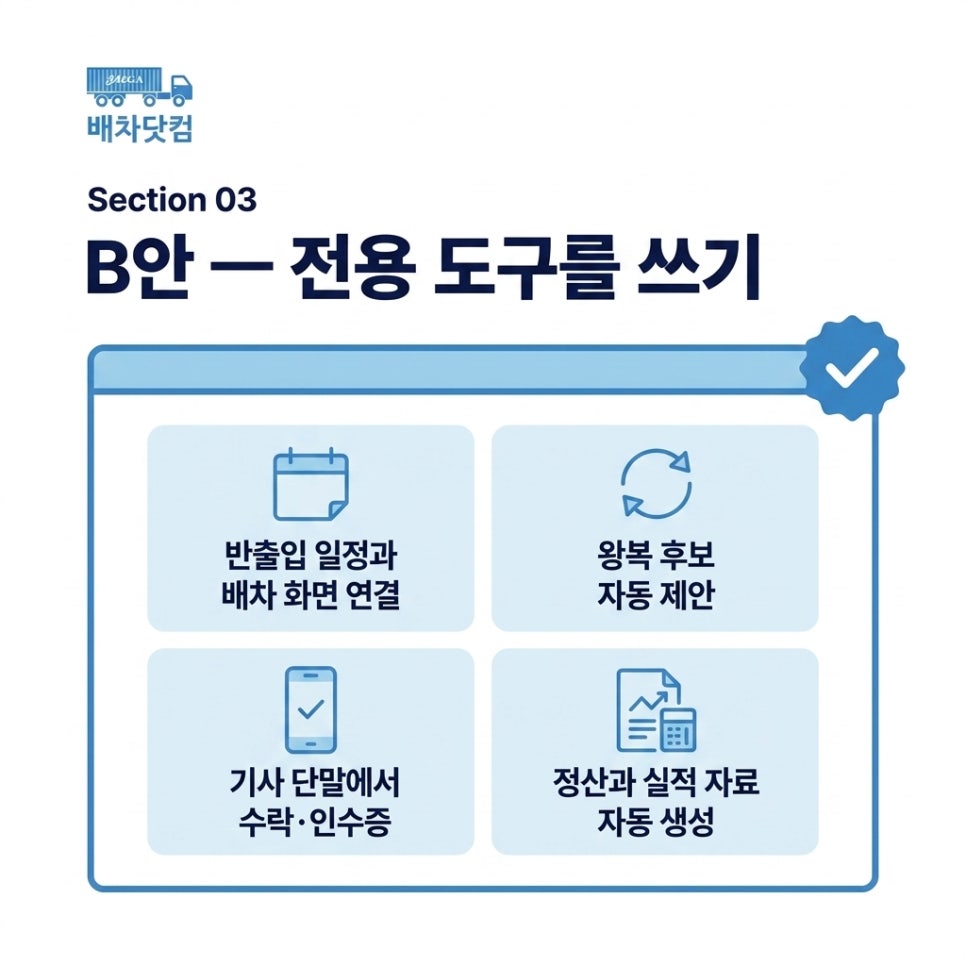 배차닷컴
Section 03
B안 — 전용 도구를 쓰기
반출입 일정과
배차 화면 연결
왕복 후보
자동 제안
기사 단말에서
수락·인수증
정산과 실적 자료
자동 생성